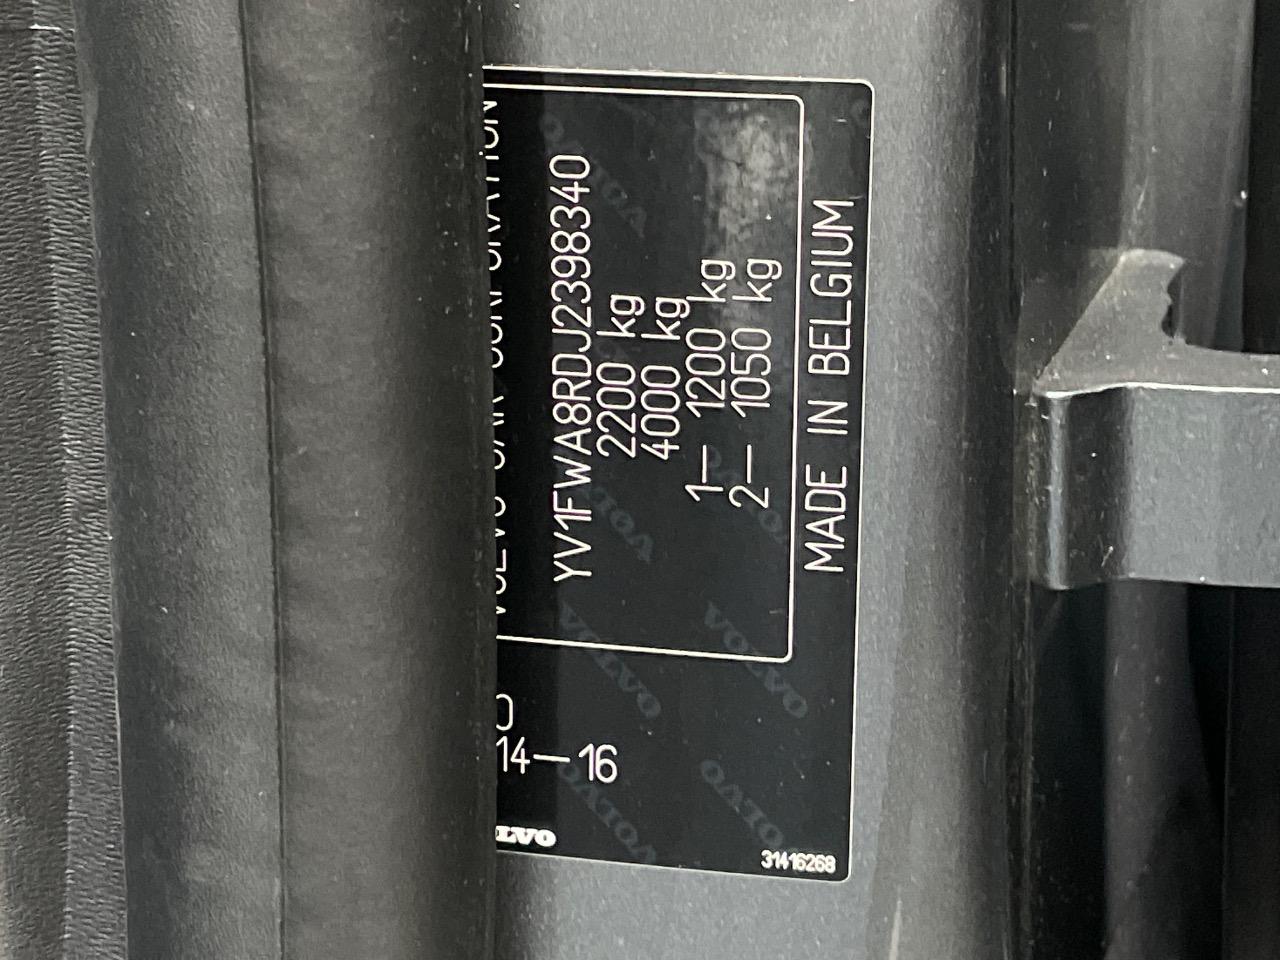 VOLVO CAR CORPORATION
YV1FWA8RDJ2398340
2200 kg
4000 kg
1— 1200 kg
2— 1050 kg
MADE IN BELGIUM
14—16
LVO
31416268